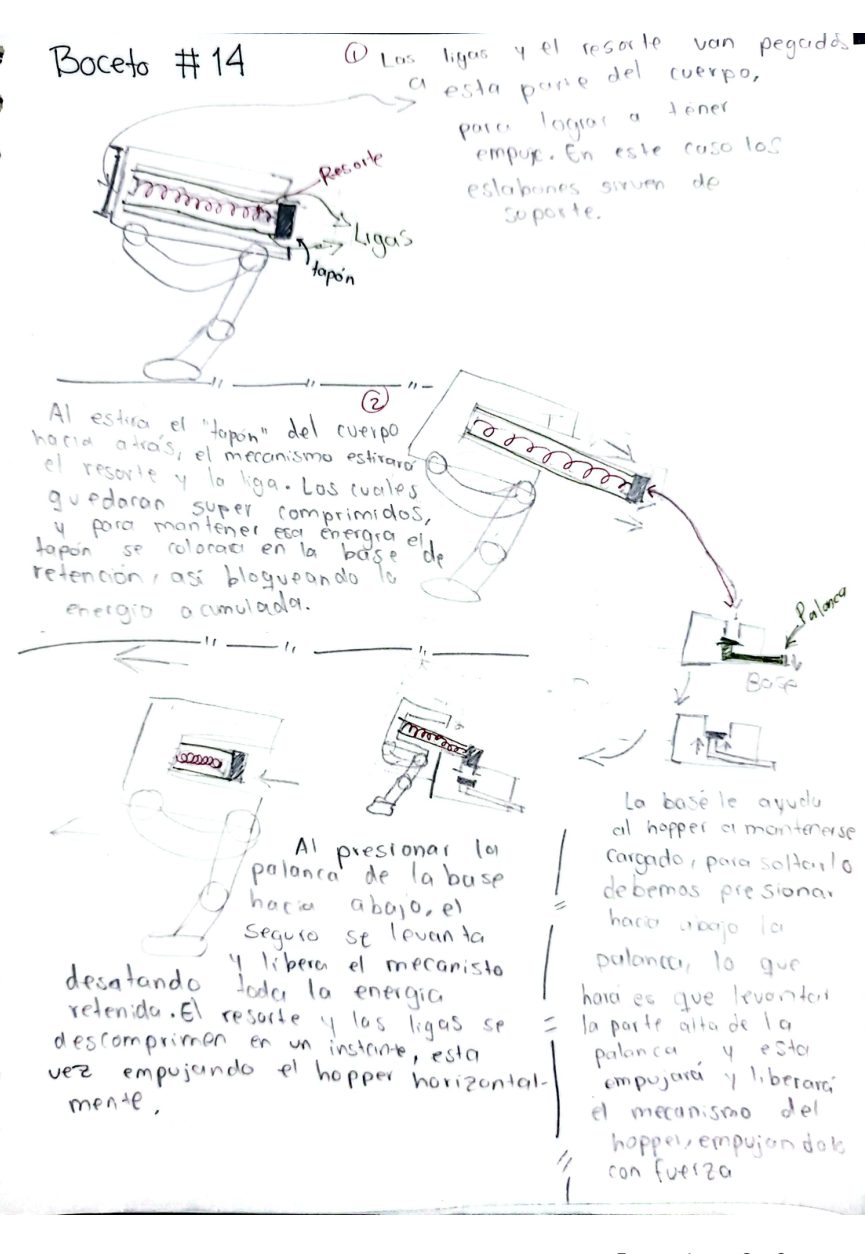 Boceto #14
① Las ligas y el resorte van pegados
a esta parte del cuerpo,
para lograr a tener
empuje. En este caso los
eslabones sirven de
soporte.
Resorte
Ligas
tapón
②
Al estira el "tapón" del cuerpo
hacia atrás, el mecanismo estirará
el resorte y la liga. Los cuales
quedaran super comprimidos,
y para mantener esa energía el
tapón se colocaci en la base de
retención, así bloqueando la
energía acumulada.
Palanca
Base
Al presionar la
palanca de la base
hacia abajo, el
seguro se levanta
y libera el mecanisto
desatando toda la energía
retenida. El resorte y las ligas se
descomprimen en un instante, esta
vez empujando el hopper horizontal-
mente.
La base le ayuda
al hopper a mantenerse
cargado, para soltarlo
debemos presionar
hacia abajo la
palanca, lo que
hará es que levantar
la parte alta de la
palanca y esta
empujará y liberará
el mecanismo del
hopper, empujandolo
con fuerza